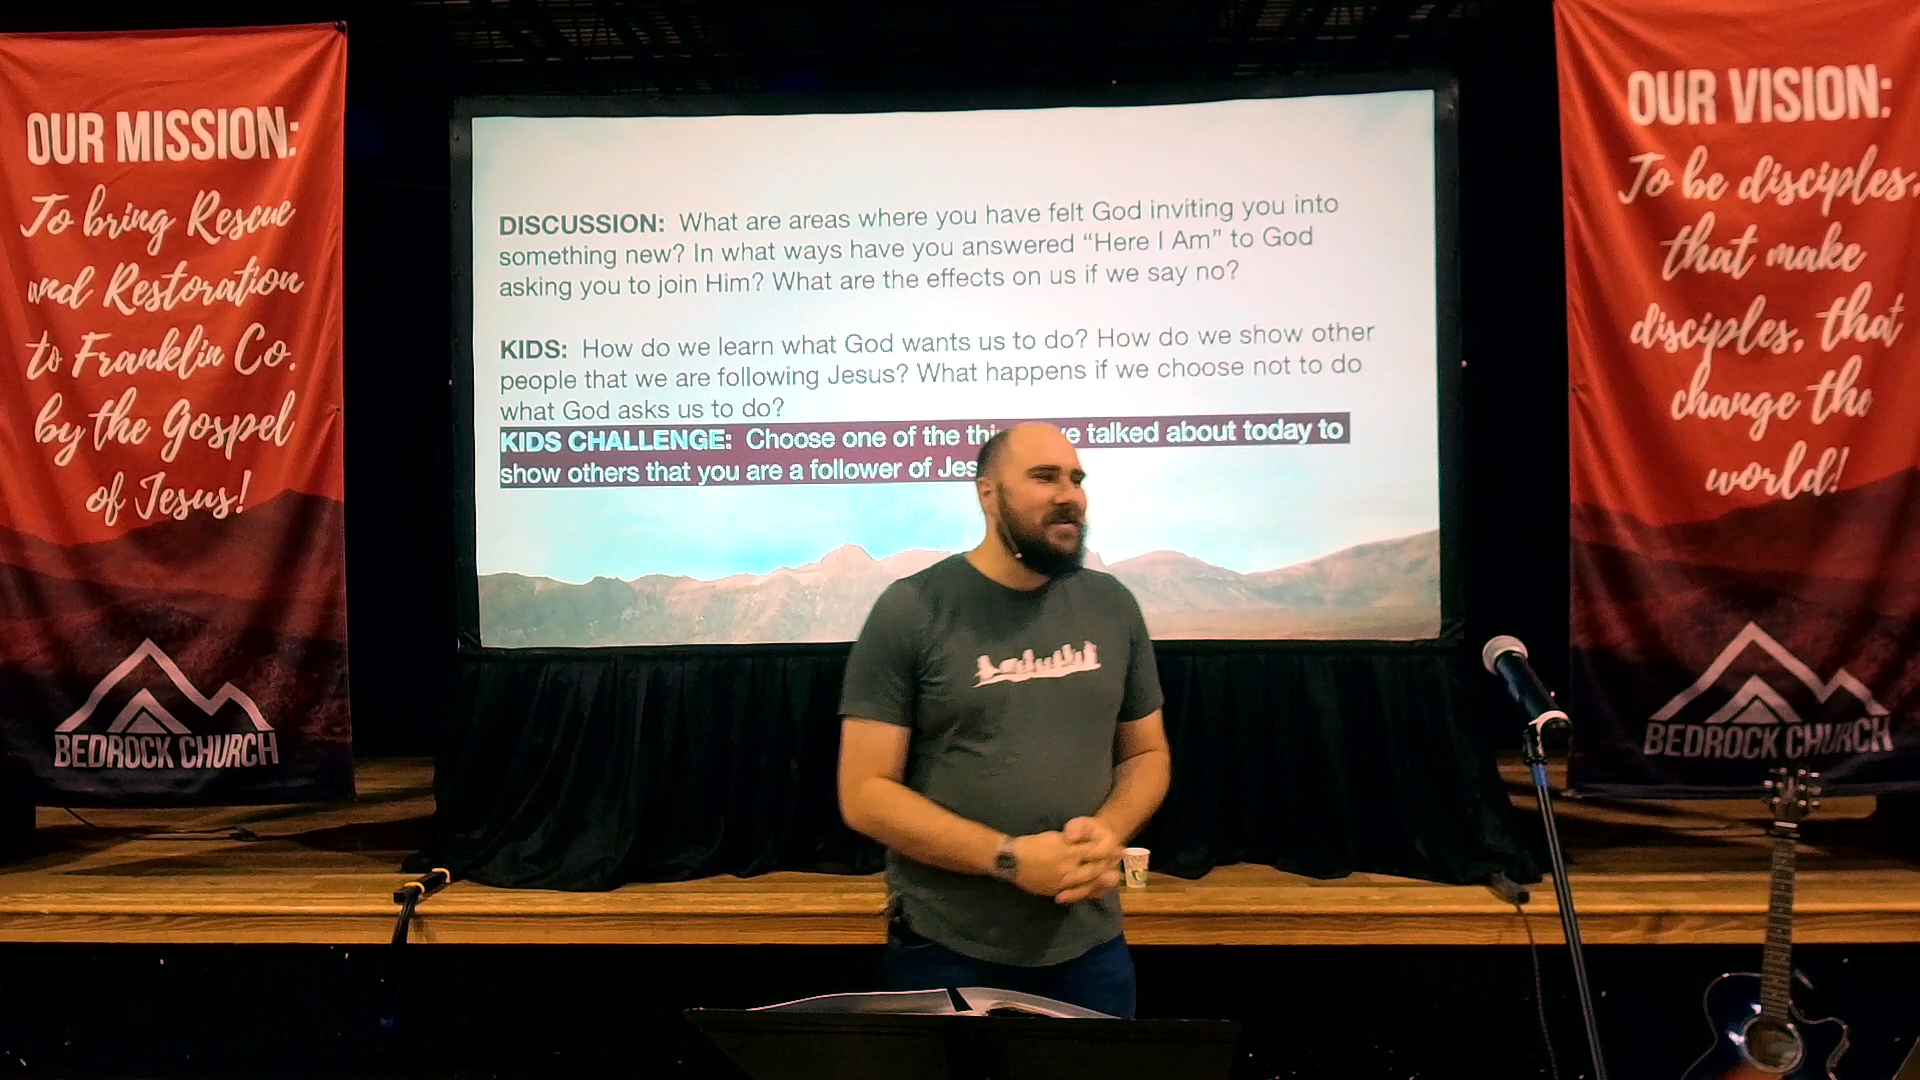 OUR MISSION:
To bring Rescue
and Restoration
to Franklin Co.
by the Gospel
of Jesus!
BEDROCK CHURCH
DISCUSSION: What are areas where you have felt God inviting you into
something new? In what ways have you answered “Here I Am” to God
asking you to join Him? What are the effects on us if we say no?
KIDS: How do we learn what God wants us to do? How do we show other
people that we are following Jesus? What happens if we choose not to do
what God asks us to do?
KIDS CHALLENGE: Choose one of the talked about today to
show others that you are a follower of
OUR VISION:
To be disciples,
that make
disciples, that
change the
world!
BEDROCK CHURCH